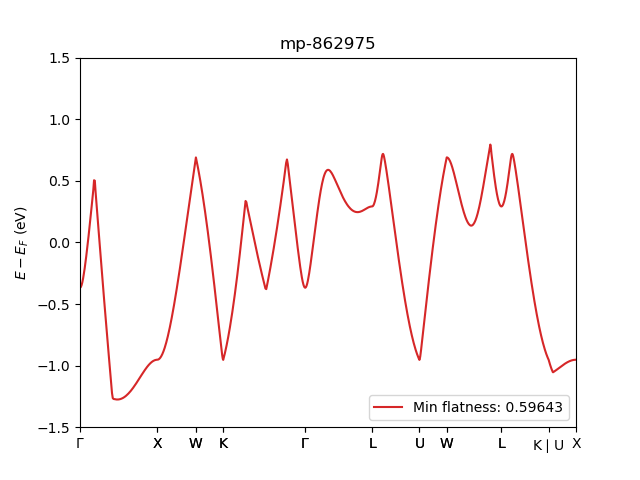 mp-862975
1.5
1.0
0.5
0.0
−0.5
−1.0
−1.5
E − E_F (eV)
Min flatness: 0.59643
Γ X W K Γ L U W L K | U X